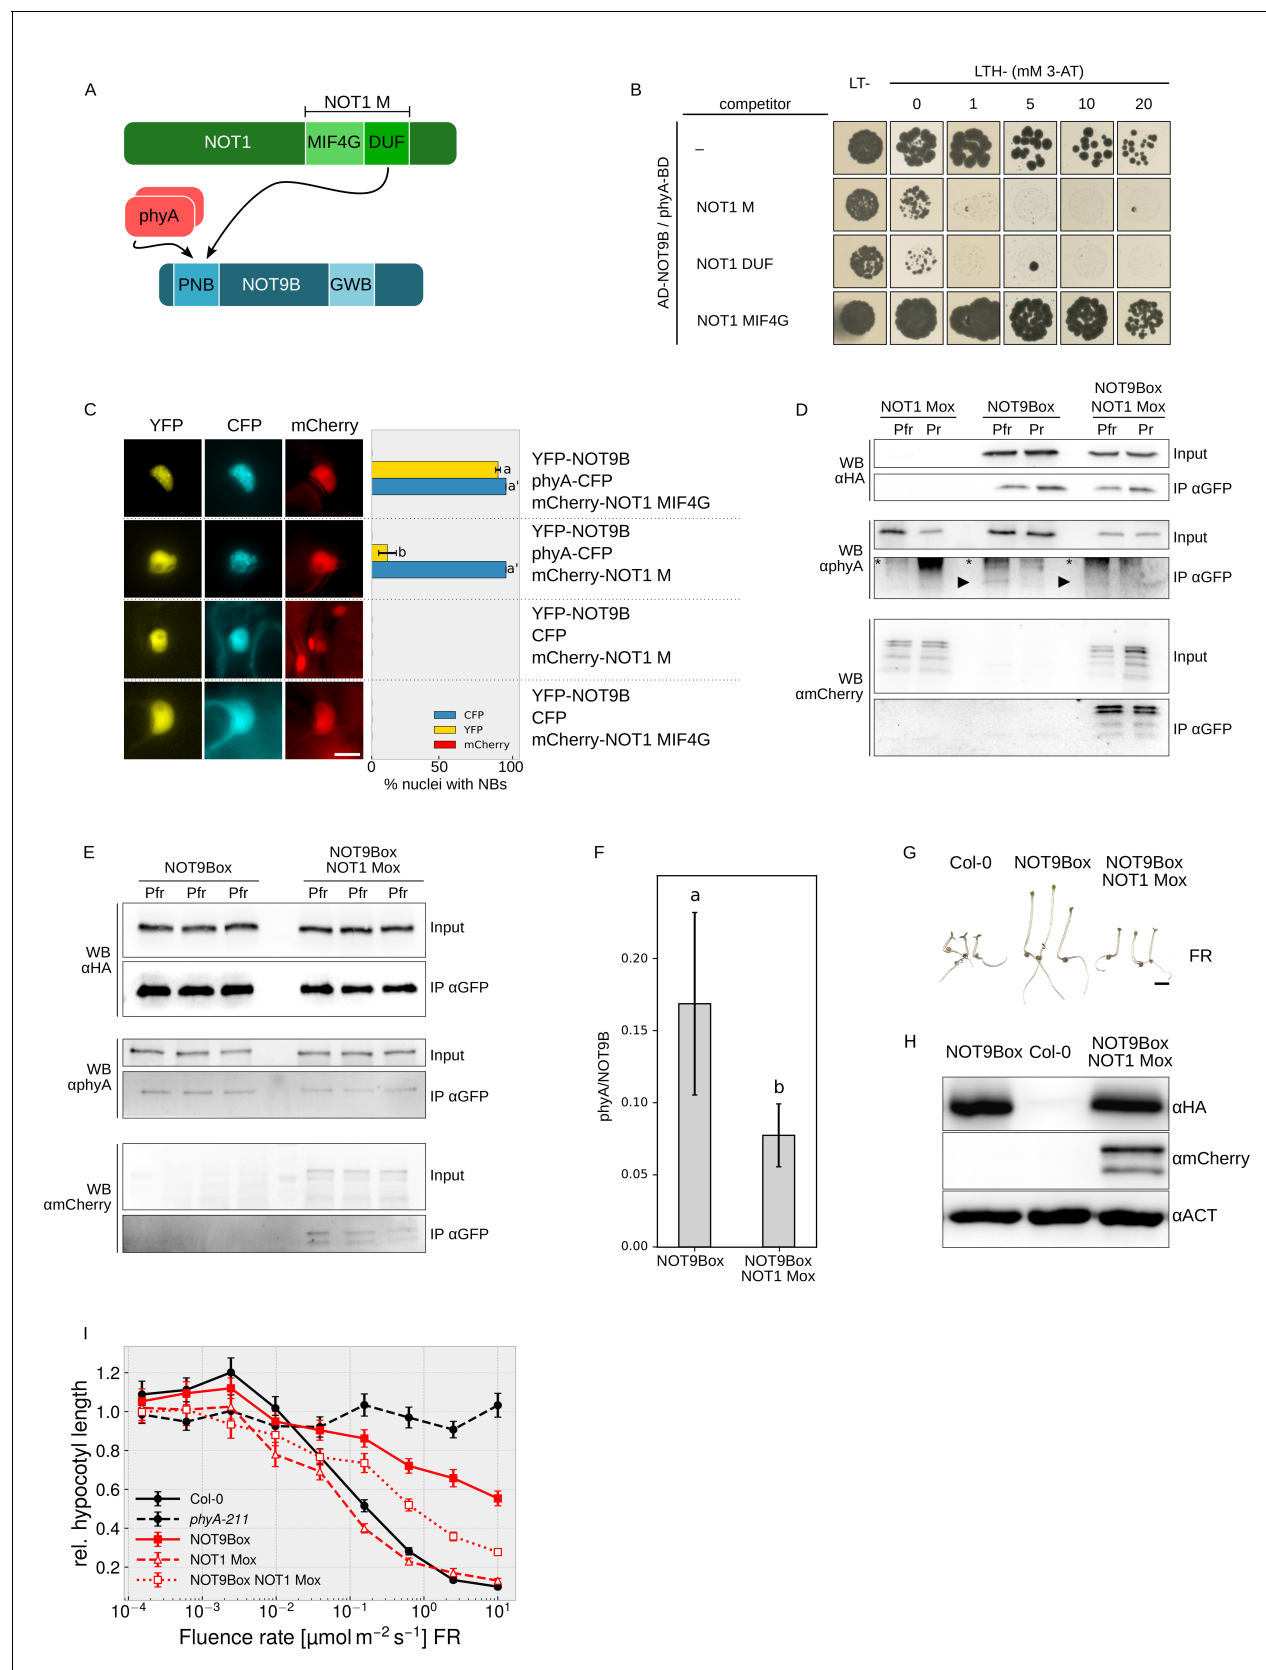 A
NOT1 M
NOT1
MIF4G
DUF
phyA
PNB
NOT9B
GWB
B
LT-
LTH- (mM 3-AT)
competitor
0 1 5 10 20
AD-NOT9B / phyA-BD
–
NOT1 M
NOT1 DUF
NOT1 MIF4G
C
YFP CFP mCherry
a
a'
YFP-NOT9B
phyA-CFP
mCherry-NOT1 MIF4G
b
a'
YFP-NOT9B
phyA-CFP
mCherry-NOT1 M
YFP-NOT9B
CFP
mCherry-NOT1 M
YFP-NOT9B
CFP
mCherry-NOT1 MIF4G
CFP
YFP
mCherry
0 50 100
% nuclei with NBs
D
NOT1 Mox
NOT9Box
NOT9Box
NOT1 Mox
Pfr Pr Pfr Pr Pfr Pr
WB
αHA
Input
IP αGFP
WB
αphyA
Input
* * *
IP αGFP
WB
αmCherry
Input
IP αGFP
E
NOT9Box
NOT9Box
NOT1 Mox
Pfr Pfr Pfr Pfr Pfr Pfr
WB
αHA
Input
IP αGFP
WB
αphyA
Input
IP αGFP
WB
αmCherry
Input
IP αGFP
F
phyA/NOT9B
0.20
0.15
0.10
0.05
0.00
a
b
NOT9Box
NOT9Box
NOT1 Mox
G
Col-0
NOT9Box
NOT9Box
NOT1 Mox
FR
H
NOT9Box
Col-0
NOT9Box
NOT1 Mox
αHA
αmCherry
αACT
I
rel. hypocotyl length
1.2
1.0
0.8
0.6
0.4
0.2
Col-0
phyA-211
NOT9Box
NOT1 Mox
NOT9Box NOT1 Mox
10⁻⁴ 10⁻³ 10⁻² 10⁻¹ 10⁰ 10¹
Fluence rate [μmol m⁻² s⁻¹] FR